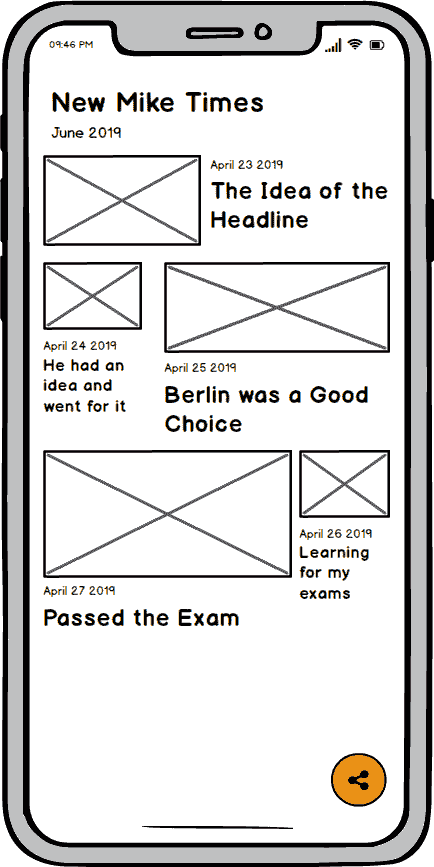 09:46 PM
New Mike Times
June 2019
April 23 2019
The Idea of the
Headline
April 24 2019
He had an
idea and
went for it
April 25 2019
Berlin was a Good
Choice
April 26 2019
Learning
for my
exams
April 27 2019
Passed the Exam